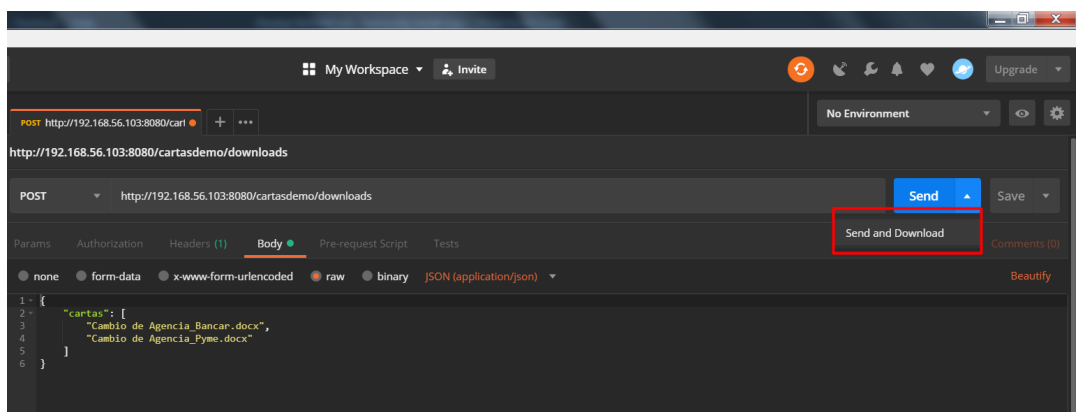 My Workspace Invite Upgrade
POST http://192.168.56.103:8080/cart + ••• No Environment
http://192.168.56.103:8080/cartasdemo/downloads
POST http://192.168.56.103:8080/cartasdemo/downloads Send Save
Send and Download
Params Authorization Headers (1) Body Pre-request Script Tests Comments (0)
none form-data x-www-form-urlencoded raw binary JSON (application/json) Beautify
1 {
2 "cartas": [
3 "Cambio de Agencia_Bancar.docx",
4 "Cambio de Agencia_Pyme.docx"
5 ]
6 }